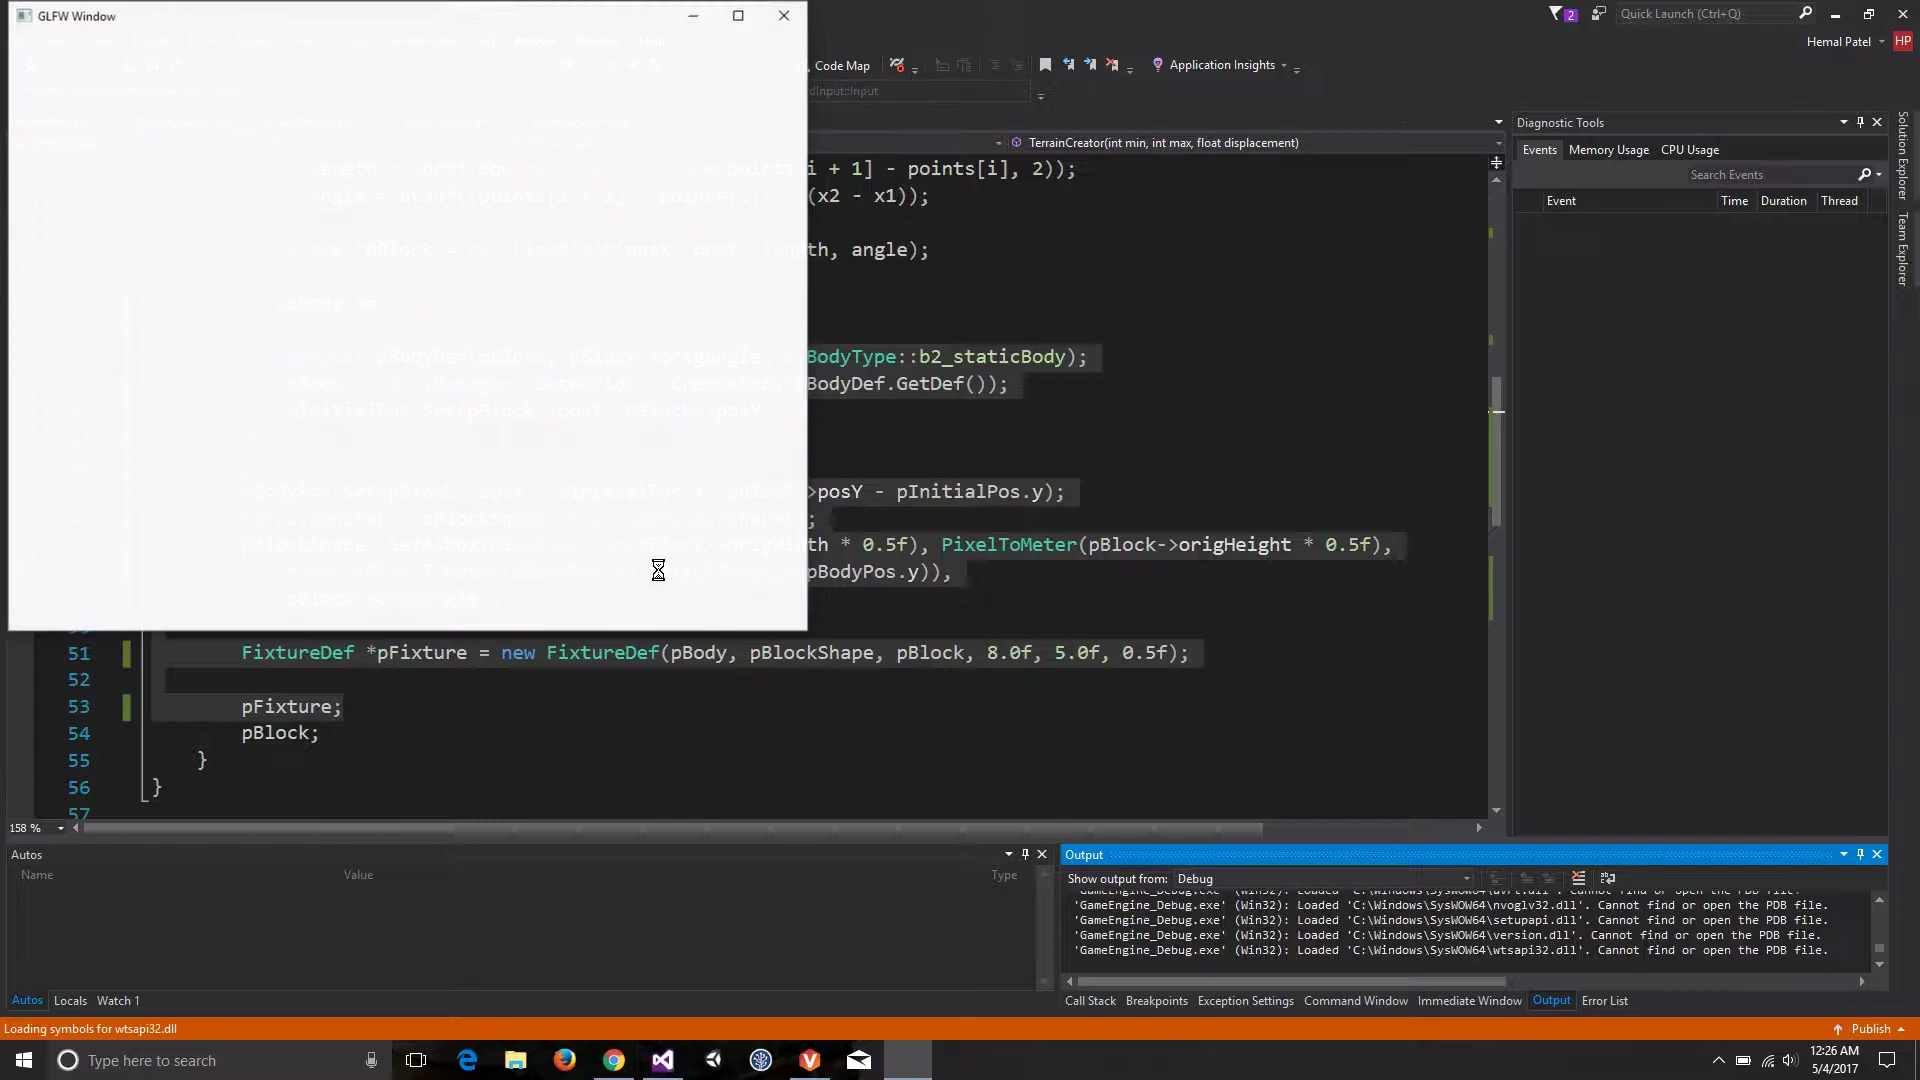 GLFW Window
2
Quick Launch (Ctrl+Q)
Hemal Patel
HP
Code Map
Application Insights
dInput::Input
TerrainCreator(int min, int max, float displacement)
i + 1] - points[i], 2));
(x2 - x1));
pBlock
th, angle);
pBody ==
BodyType::b2_staticBody);
BodyDef.GetDef());
>posY - pInitialPos.y);
;
idth * 0.5f), PixelToMeter(pBlock->origHeight * 0.5f),
pBodyPos.y)),
51 FixtureDef *pFixture = new FixtureDef(pBody, pBlockShape, pBlock, 8.0f, 5.0f, 0.5f);
52
53 pFixture;
54 pBlock;
55 }
56 }
57
158 %
Diagnostic Tools
Events Memory Usage CPU Usage
Search Events
Event Time Duration Thread
Solution Explorer
Team Explorer
Autos
Name Value Type
Autos Locals Watch 1
Output
Show output from: Debug
'GameEngine_Debug.exe' (Win32): Loaded 'C:\Windows\SysWOW64\nvoglv32.dll'. Cannot find or open the PDB file.
'GameEngine_Debug.exe' (Win32): Loaded 'C:\Windows\SysWOW64\setupapi.dll'. Cannot find or open the PDB file.
'GameEngine_Debug.exe' (Win32): Loaded 'C:\Windows\SysWOW64\version.dll'. Cannot find or open the PDB file.
'GameEngine_Debug.exe' (Win32): Loaded 'C:\Windows\SysWOW64\wtsapi32.dll'. Cannot find or open the PDB file.
Call Stack Breakpoints Exception Settings Command Window Immediate Window Output Error List
Loading symbols for wtsapi32.dll
Publish
Type here to search
12:26 AM
5/4/2017